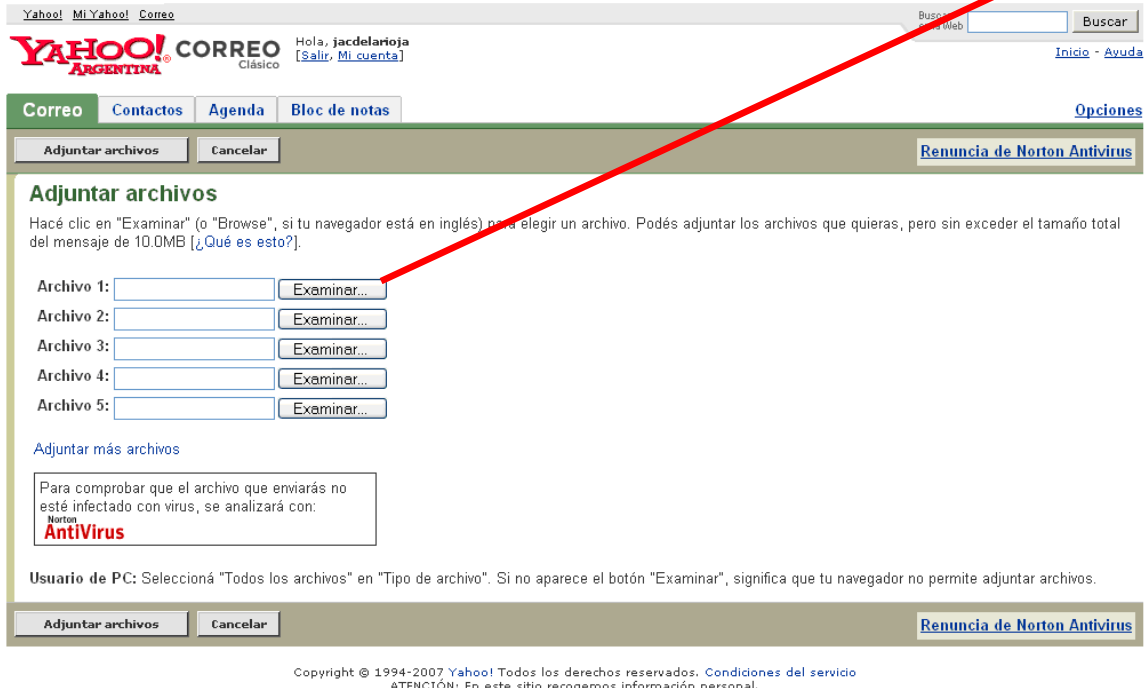 Yahoo! Mi Yahoo! Correo
Buscar
Web
Buscar
YAHOO! CORREO
ARGENTINA
Clásico
Hola, jacdelarioja
[Salir, Mi cuenta]
Inicio - Ayuda
Correo Contactos Agenda Bloc de notas
Opciones
Adjuntar archivos Cancelar
Renuncia de Norton Antivirus
Adjuntar archivos
Hacé clic en "Examinar" (o "Browse", si tu navegador está en inglés) para elegir un archivo. Podés adjuntar los archivos que quieras, pero sin exceder el tamaño total
del mensaje de 10.0MB [¿Qué es esto?].
Archivo 1: Examinar...
Archivo 2: Examinar...
Archivo 3: Examinar...
Archivo 4: Examinar...
Archivo 5: Examinar...
Adjuntar más archivos
Para comprobar que el archivo que enviarás no
esté infectado con virus, se analizará con:
Norton
AntiVirus
Usuario de PC: Seleccioná "Todos los archivos" en "Tipo de archivo". Si no aparece el botón "Examinar", significa que tu navegador no permite adjuntar archivos.
Adjuntar archivos Cancelar
Renuncia de Norton Antivirus
Copyright © 1994-2007 Yahoo! Todos los derechos reservados. Condiciones del servicio
ATENCIÓN: En este sitio recogemos información personal.